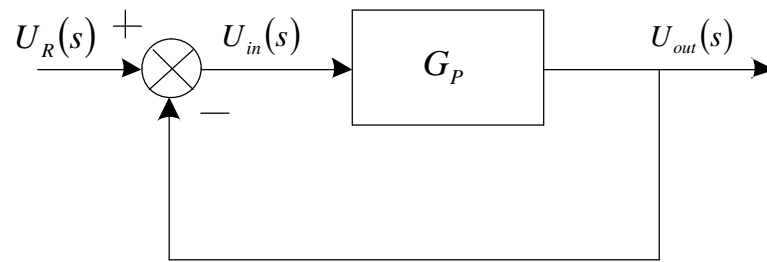 U_R(s)
+
U_in(s)
G_P
U_out(s)
−